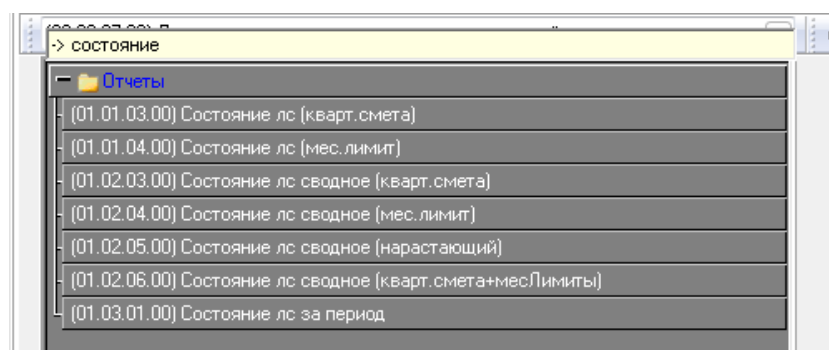 -> состояние
Отчеты
(01.01.03.00) Состояние лс (кварт.смета)
(01.01.04.00) Состояние лс (мес.лимит)
(01.02.03.00) Состояние лс сводное (кварт.смета)
(01.02.04.00) Состояние лс сводное (мес.лимит)
(01.02.05.00) Состояние лс сводное (нарастающий)
(01.02.06.00) Состояние лс сводное (кварт.смета+месЛимиты)
(01.03.01.00) Состояние лс за период